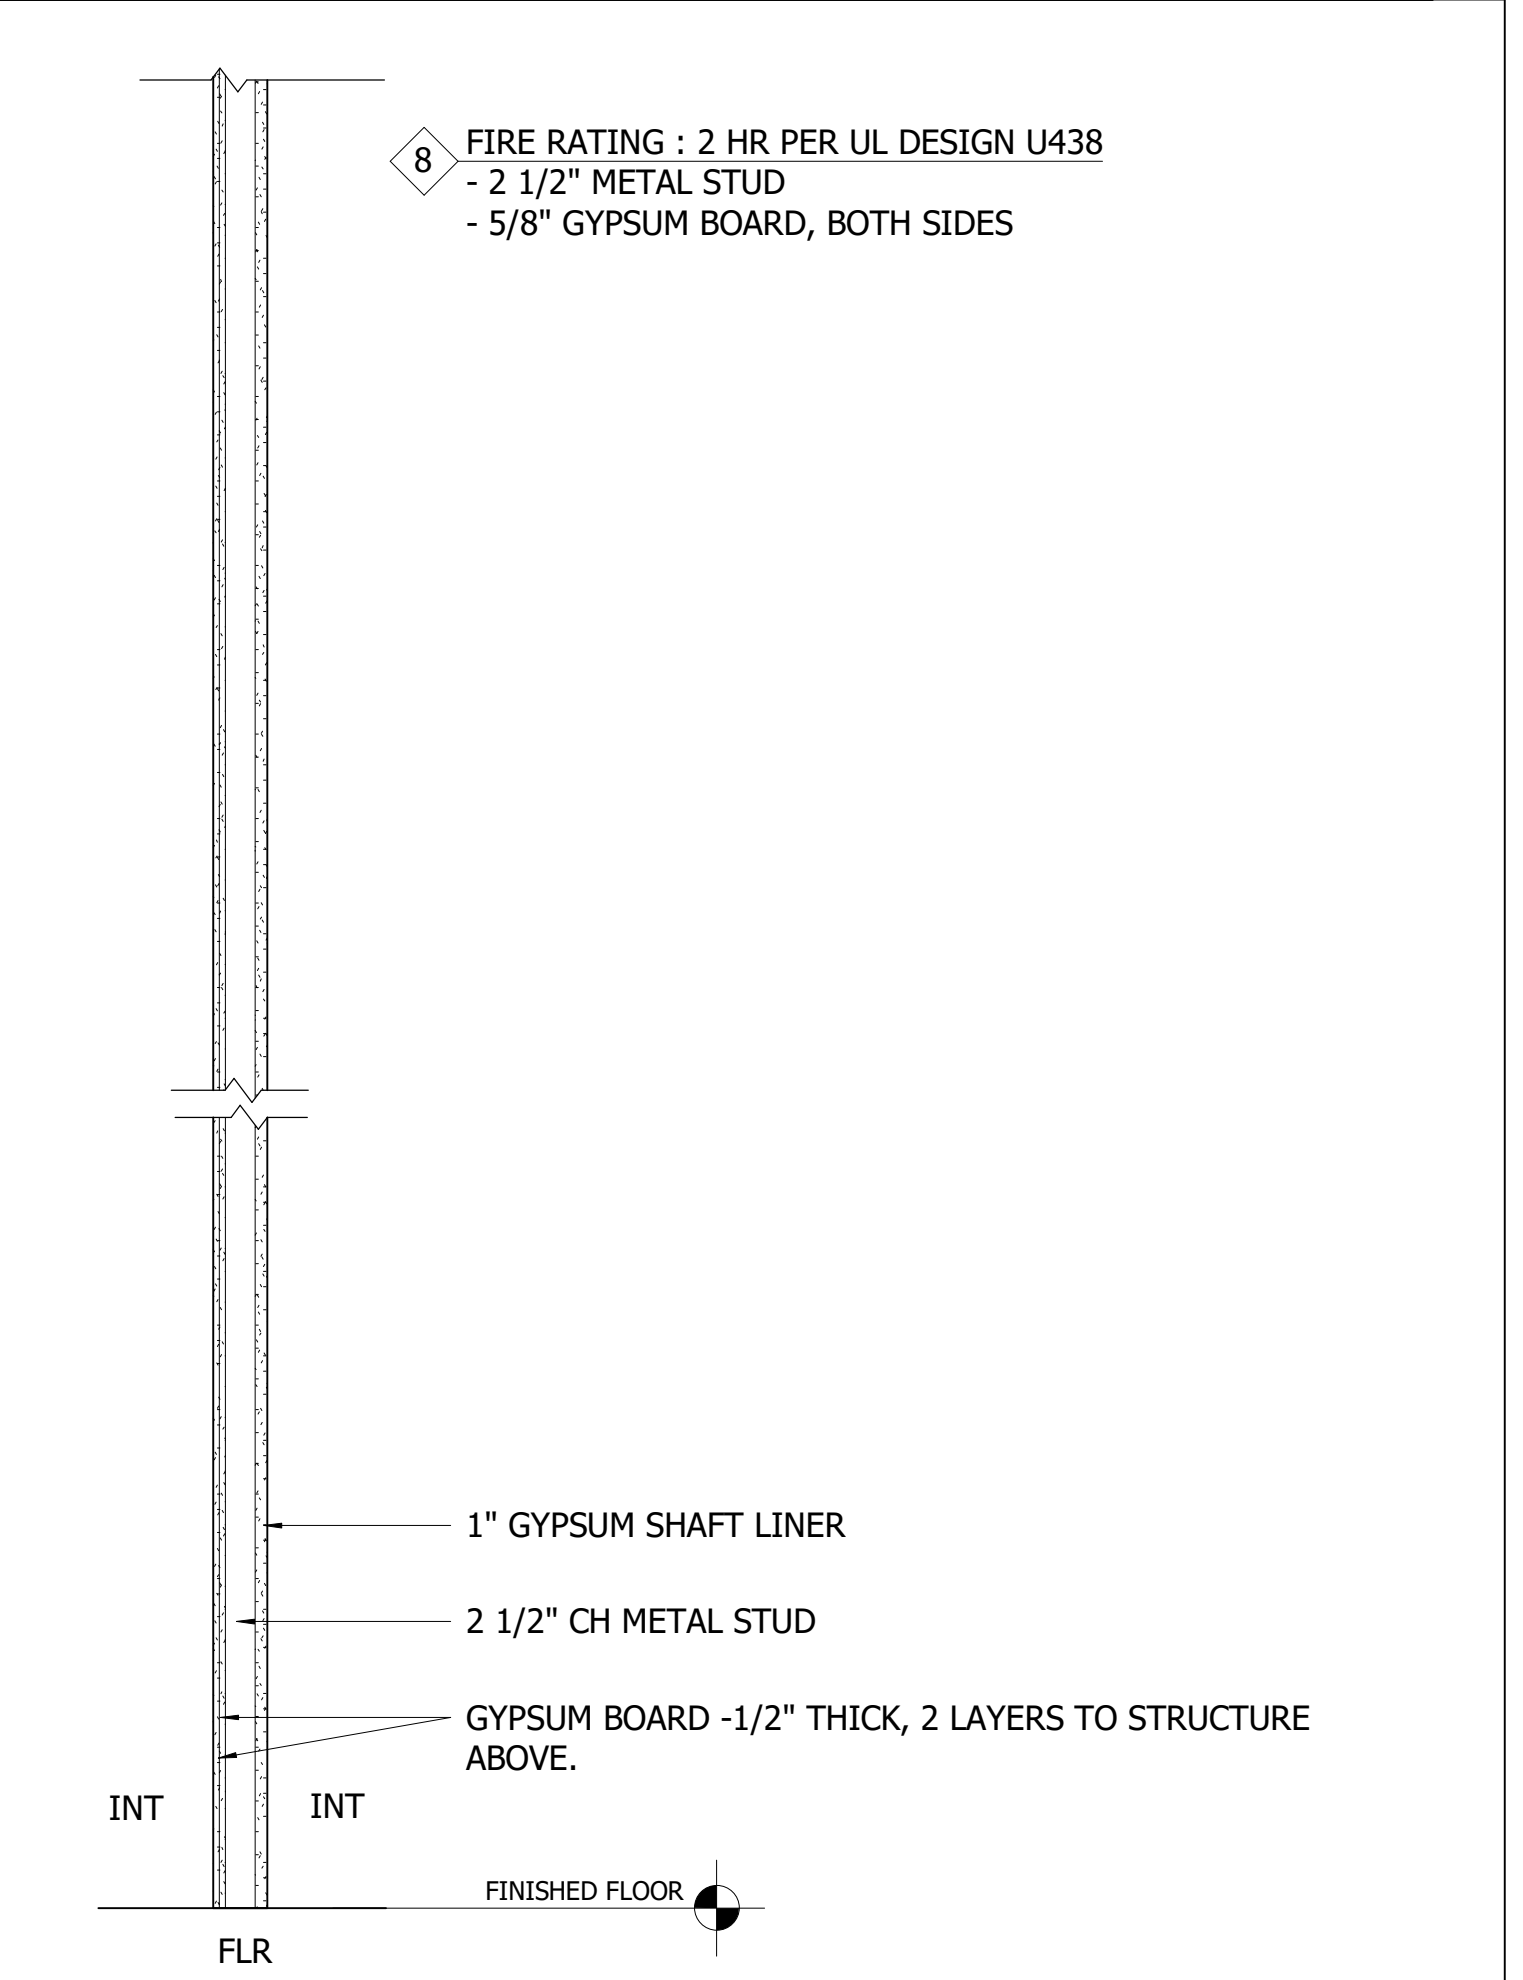 8
FIRE RATING : 2 HR PER UL DESIGN U438
- 2 1/2" METAL STUD
- 5/8" GYPSUM BOARD, BOTH SIDES
1" GYPSUM SHAFT LINER
2 1/2" CH METAL STUD
GYPSUM BOARD -1/2" THICK, 2 LAYERS TO STRUCTURE
ABOVE.
INT
INT
FINISHED FLOOR
FLR